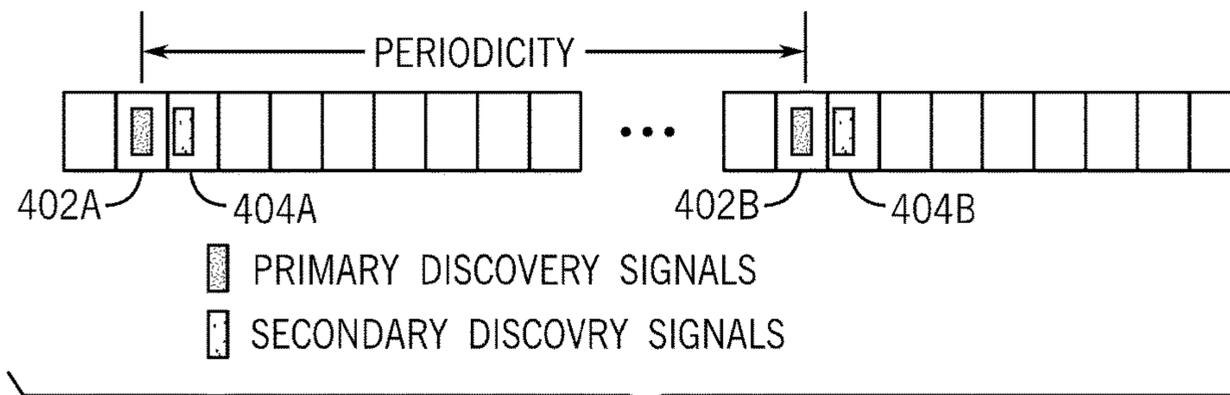 PERIODICITY
402A 404A 402B 404B
PRIMARY DISCOVERY SIGNALS
SECONDARY DISCOVRY SIGNALS